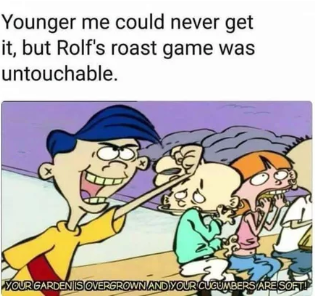 Younger me could never get
it, but Rolf's roast game was
untouchable.
YOUR GARDEN IS OVERGROWN AND YOUR CUCUMBERS ARE SOFT!